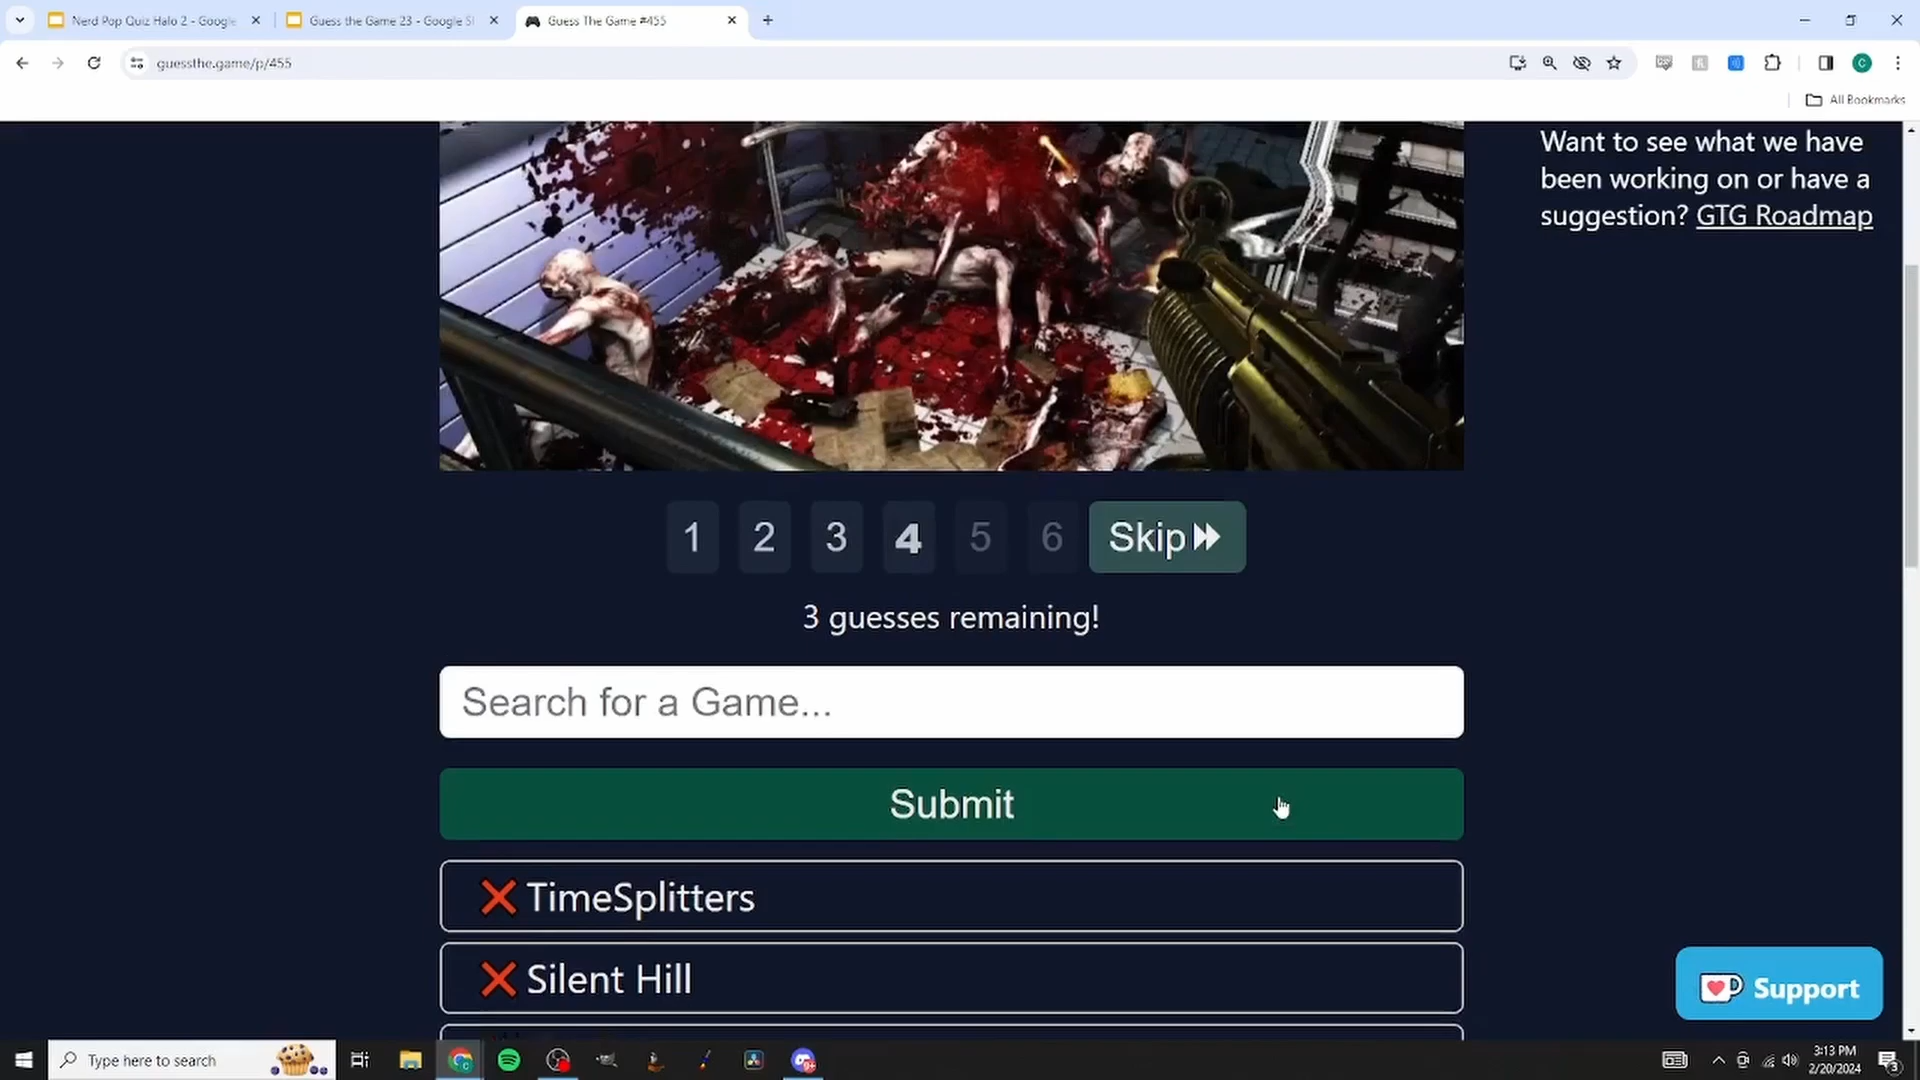 Nerd Pop Quiz Halo 2 - Google
Guess the Game 23 - Google Sl
Guess The Game #455
guessthe.game/p/455
All Bookmarks
Want to see what we have
been working on or have a
suggestion? GTG Roadmap
1 2 3 4 5 6 Skip
3 guesses remaining!
Search for a Game...
Submit
TimeSplitters
Silent Hill
Support
Type here to search
3:13 PM
2/20/2024